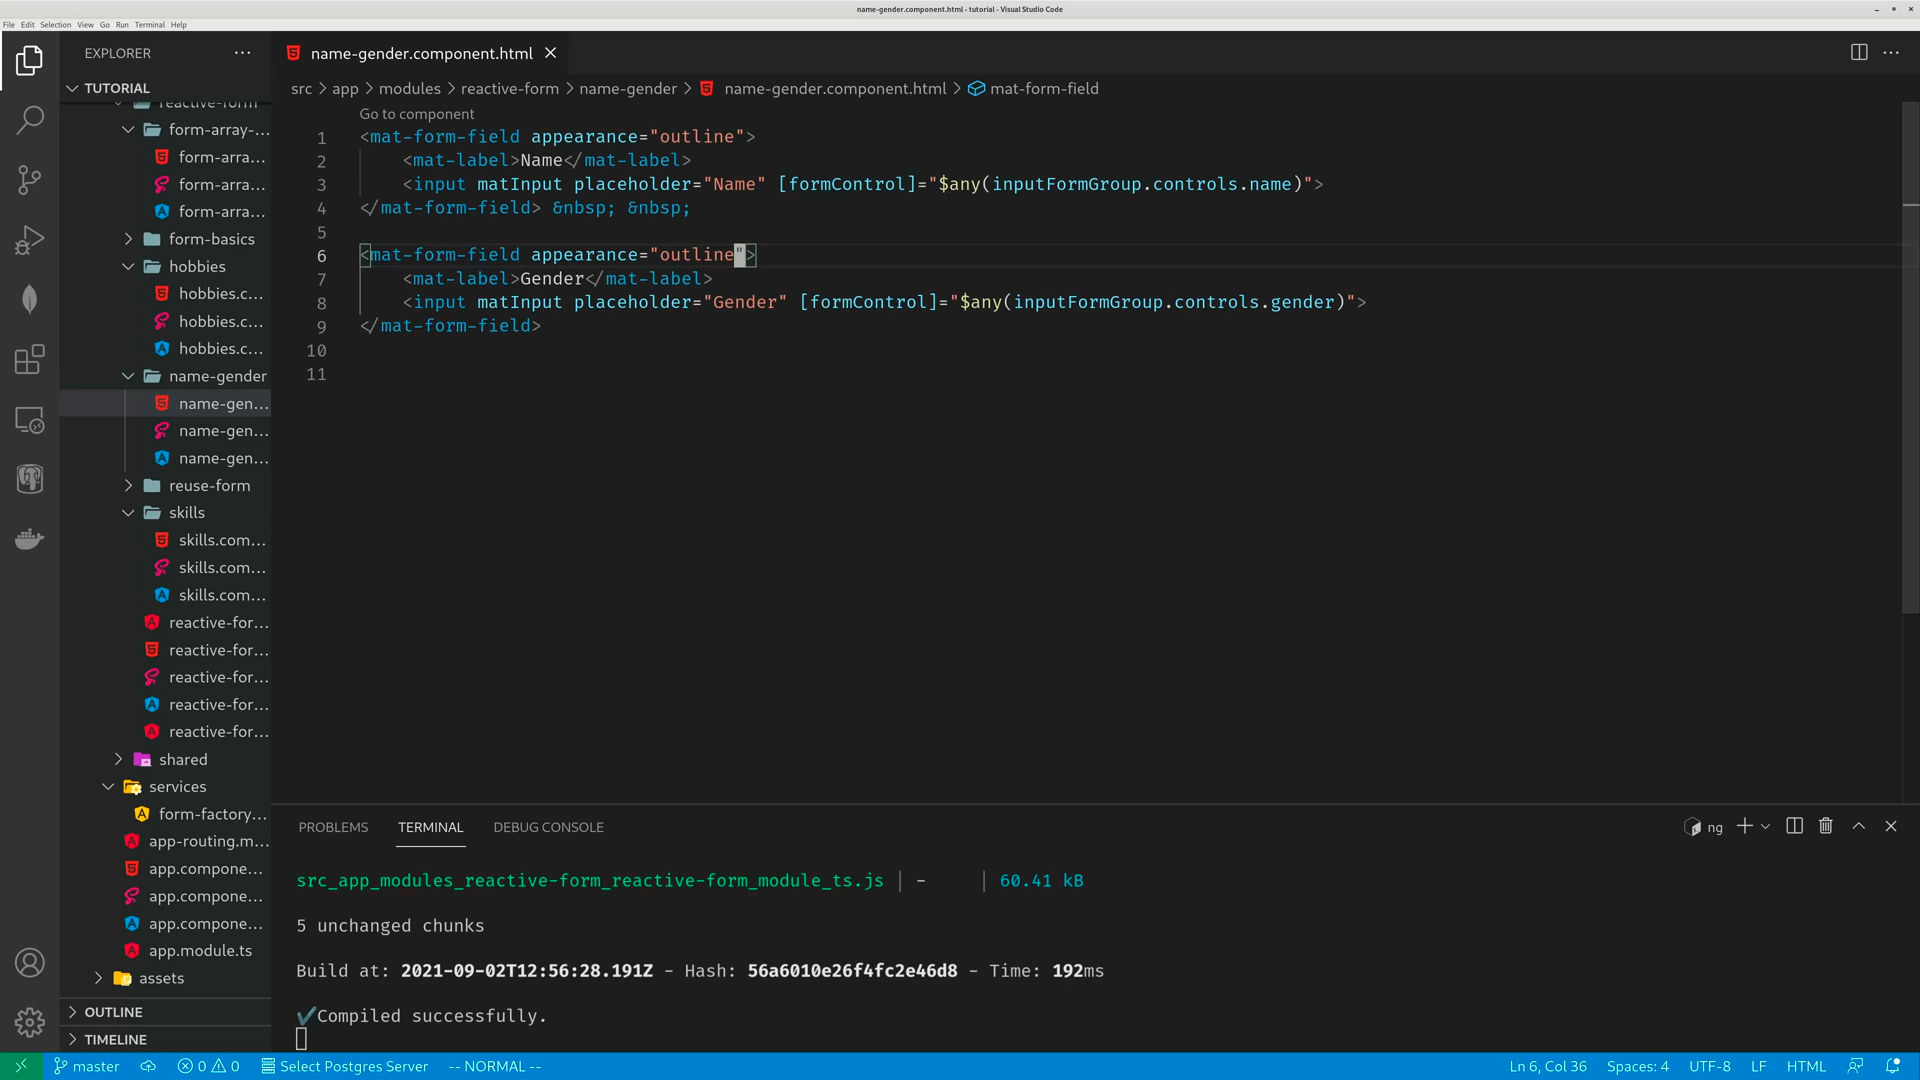 name-gender.component.html - tutorial - Visual Studio Code
File Edit Selection View Go Run Terminal Help
EXPLORER
name-gender.component.html
TUTORIAL
src > app > modules > reactive-form > name-gender > name-gender.component.html > mat-form-field
reactive-form
form-array-...
form-arra...
form-arra...
form-arra...
form-basics
hobbies
hobbies.c...
hobbies.c...
hobbies.c...
name-gender
name-gen...
name-gen...
name-gen...
reuse-form
skills
skills.com...
skills.com...
skills.com...
reactive-for...
reactive-for...
reactive-for...
reactive-for...
reactive-for...
shared
services
form-factory...
app-routing.m...
app.compone...
app.compone...
app.compone...
app.module.ts
assets
OUTLINE
TIMELINE
Go to component
1 <mat-form-field appearance="outline">
2 <mat-label>Name</mat-label>
3 <input matInput placeholder="Name" [formControl]="$any(inputFormGroup.controls.name)">
4 </mat-form-field> &nbsp; &nbsp;
5
6 <mat-form-field appearance="outline">
7 <mat-label>Gender</mat-label>
8 <input matInput placeholder="Gender" [formControl]="$any(inputFormGroup.controls.gender)">
9 </mat-form-field>
10
11
PROBLEMS TERMINAL DEBUG CONSOLE
ng
src_app_modules_reactive-form_reactive-form_module_ts.js | - | 60.41 kB
5 unchanged chunks
Build at: 2021-09-02T12:56:28.191Z - Hash: 56a6010e26f4fc2e46d8 - Time: 192ms
✔Compiled successfully.
master 0 0 Select Postgres Server -- NORMAL -- Ln 6, Col 36 Spaces: 4 UTF-8 LF HTML